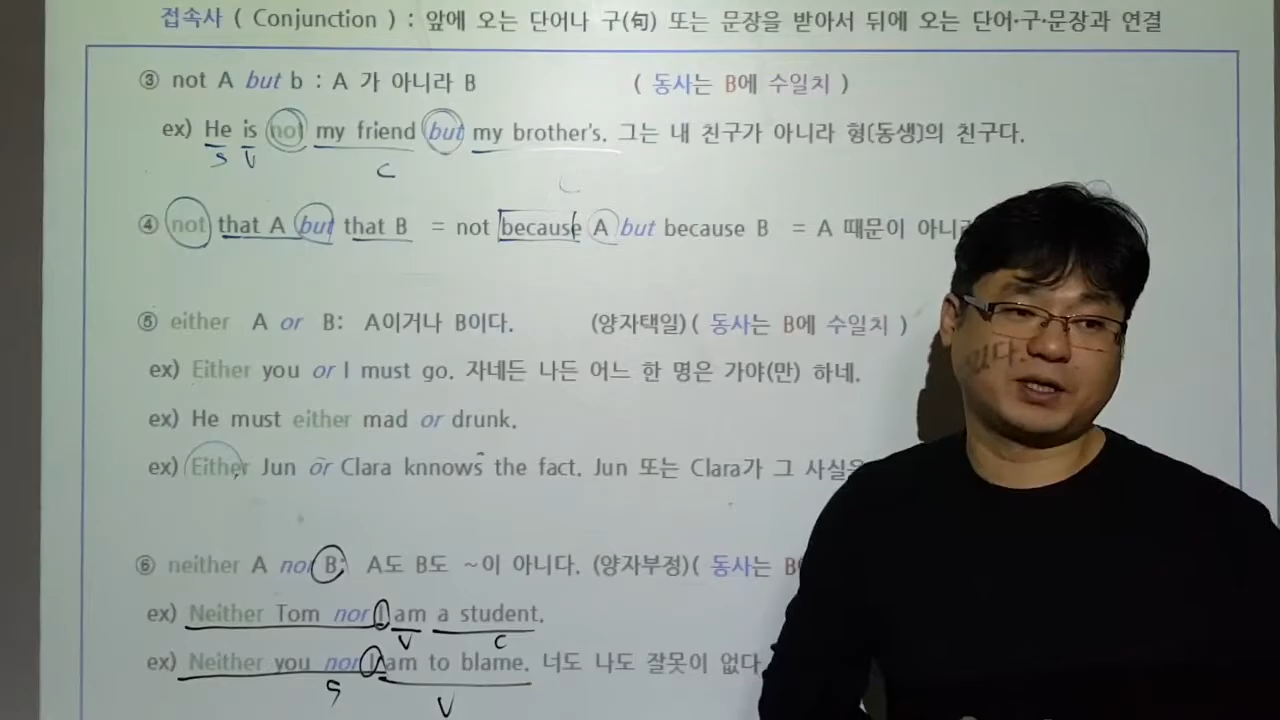 접속사 ( Conjunction ) : 앞에 오는 단어나 구(句) 또는 문장을 받아서 뒤에 오는 단어·구·문장과 연결
③ not A but b : A 가 아니라 B ( 동사는 B에 수일치 )
ex) He is not my friend but my brother's. 그는 내 친구가 아니라 형(동생)의 친구다.
S V C
C
④ not that A but that B = not because A but because B = A 때문이 아니라
⑤ either A or B: A이거나 B이다. (양자택일) ( 동사는 B에 수일치 )
ex) Either you or I must go. 자네든 나든 어느 한 명은 가야(만) 하네.
있다.
ex) He must either mad or drunk.
ex) Either Jun or Clara knnows the fact. Jun 또는 Clara가 그 사실은
⑥ neither A nor B: A도 B도 ~이 아니다. (양자부정)( 동사는 B
ex) Neither Tom nor I am a student.
V C
ex) Neither you nor I am to blame. 너도 나도 잘못이 없다
S V